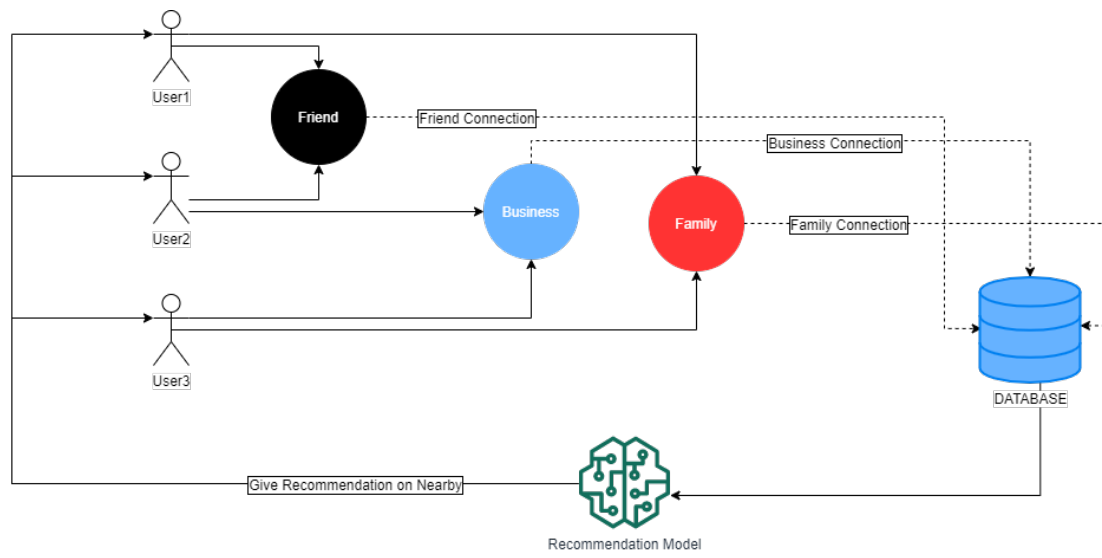 User1
Friend
Friend Connection
Business Connection
User2
Business
Family
Family Connection
User3
DATABASE
Give Recommendation on Nearby
Recommendation Model